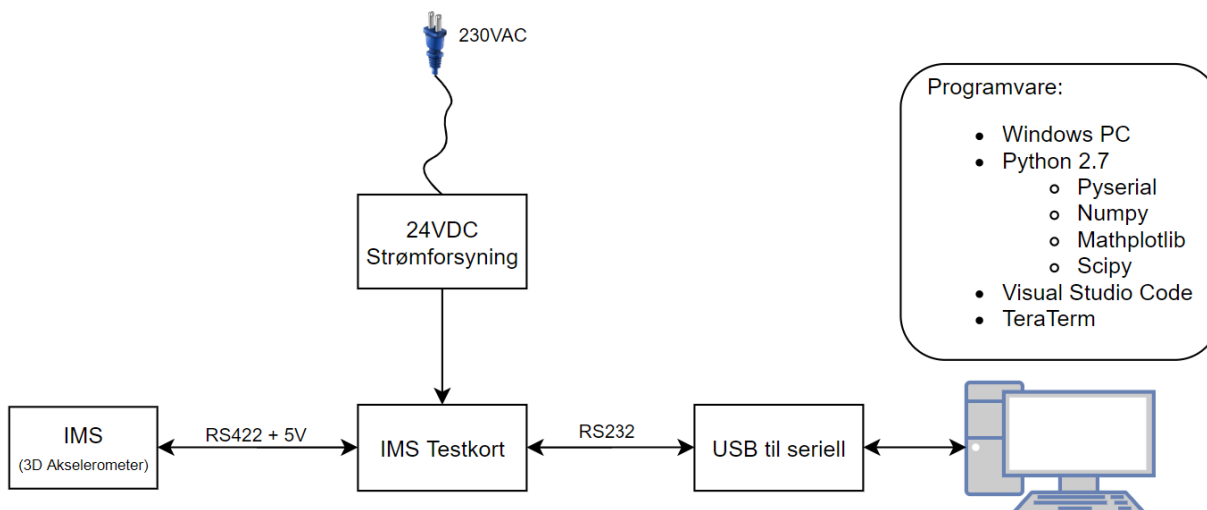 230VAC
Programvare:
Windows PC
Python 2.7
Pyserial
Numpy
Mathplotlib
Scipy
Visual Studio Code
TeraTerm
24VDC
Strømforsyning
IMS
(3D Akselerometer)
RS422 + 5V
IMS Testkort
RS232
USB til seriell